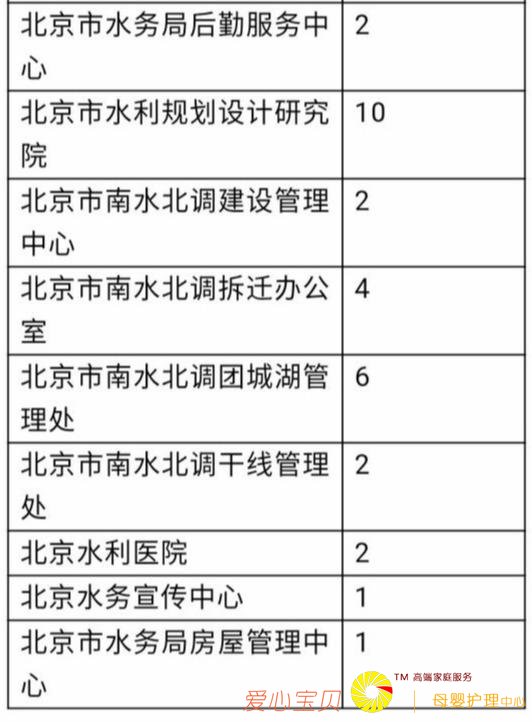 北京市水务局后勤服务中 2
心
北京市水利规划设计研究 10
院
北京市南水北调建设管理 2
中心
北京市南水北调拆迁办公 4
室
北京市南水北调团城湖管 6
理处
北京市南水北调干线管理 2
处
北京水利医院 2
北京水务宣传中心 1
北京市水务局房屋管理中 1
心
爱心宝贝 TM 高端家庭服务
母婴护理中心